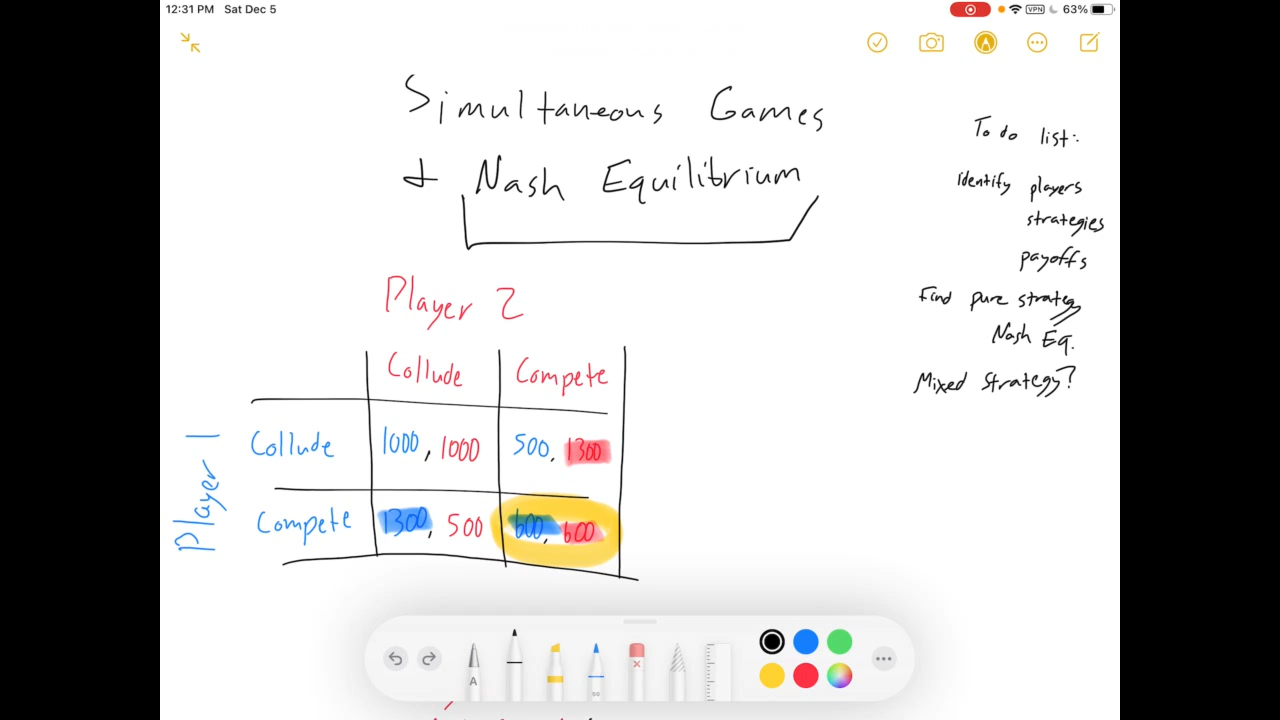 12:31 PM Sat Dec 5
VPN 63%
Simultaneous Games
+ Nash Equilibrium
To do list:
identify players
strategies
payoffs
Find pure strategy
Nash Eq.
Mixed Strategy?
Player 2
Collude Compete
Player 1
Collude 1000, 1000 500, 1300
Compete 1300, 500 600, 600
A